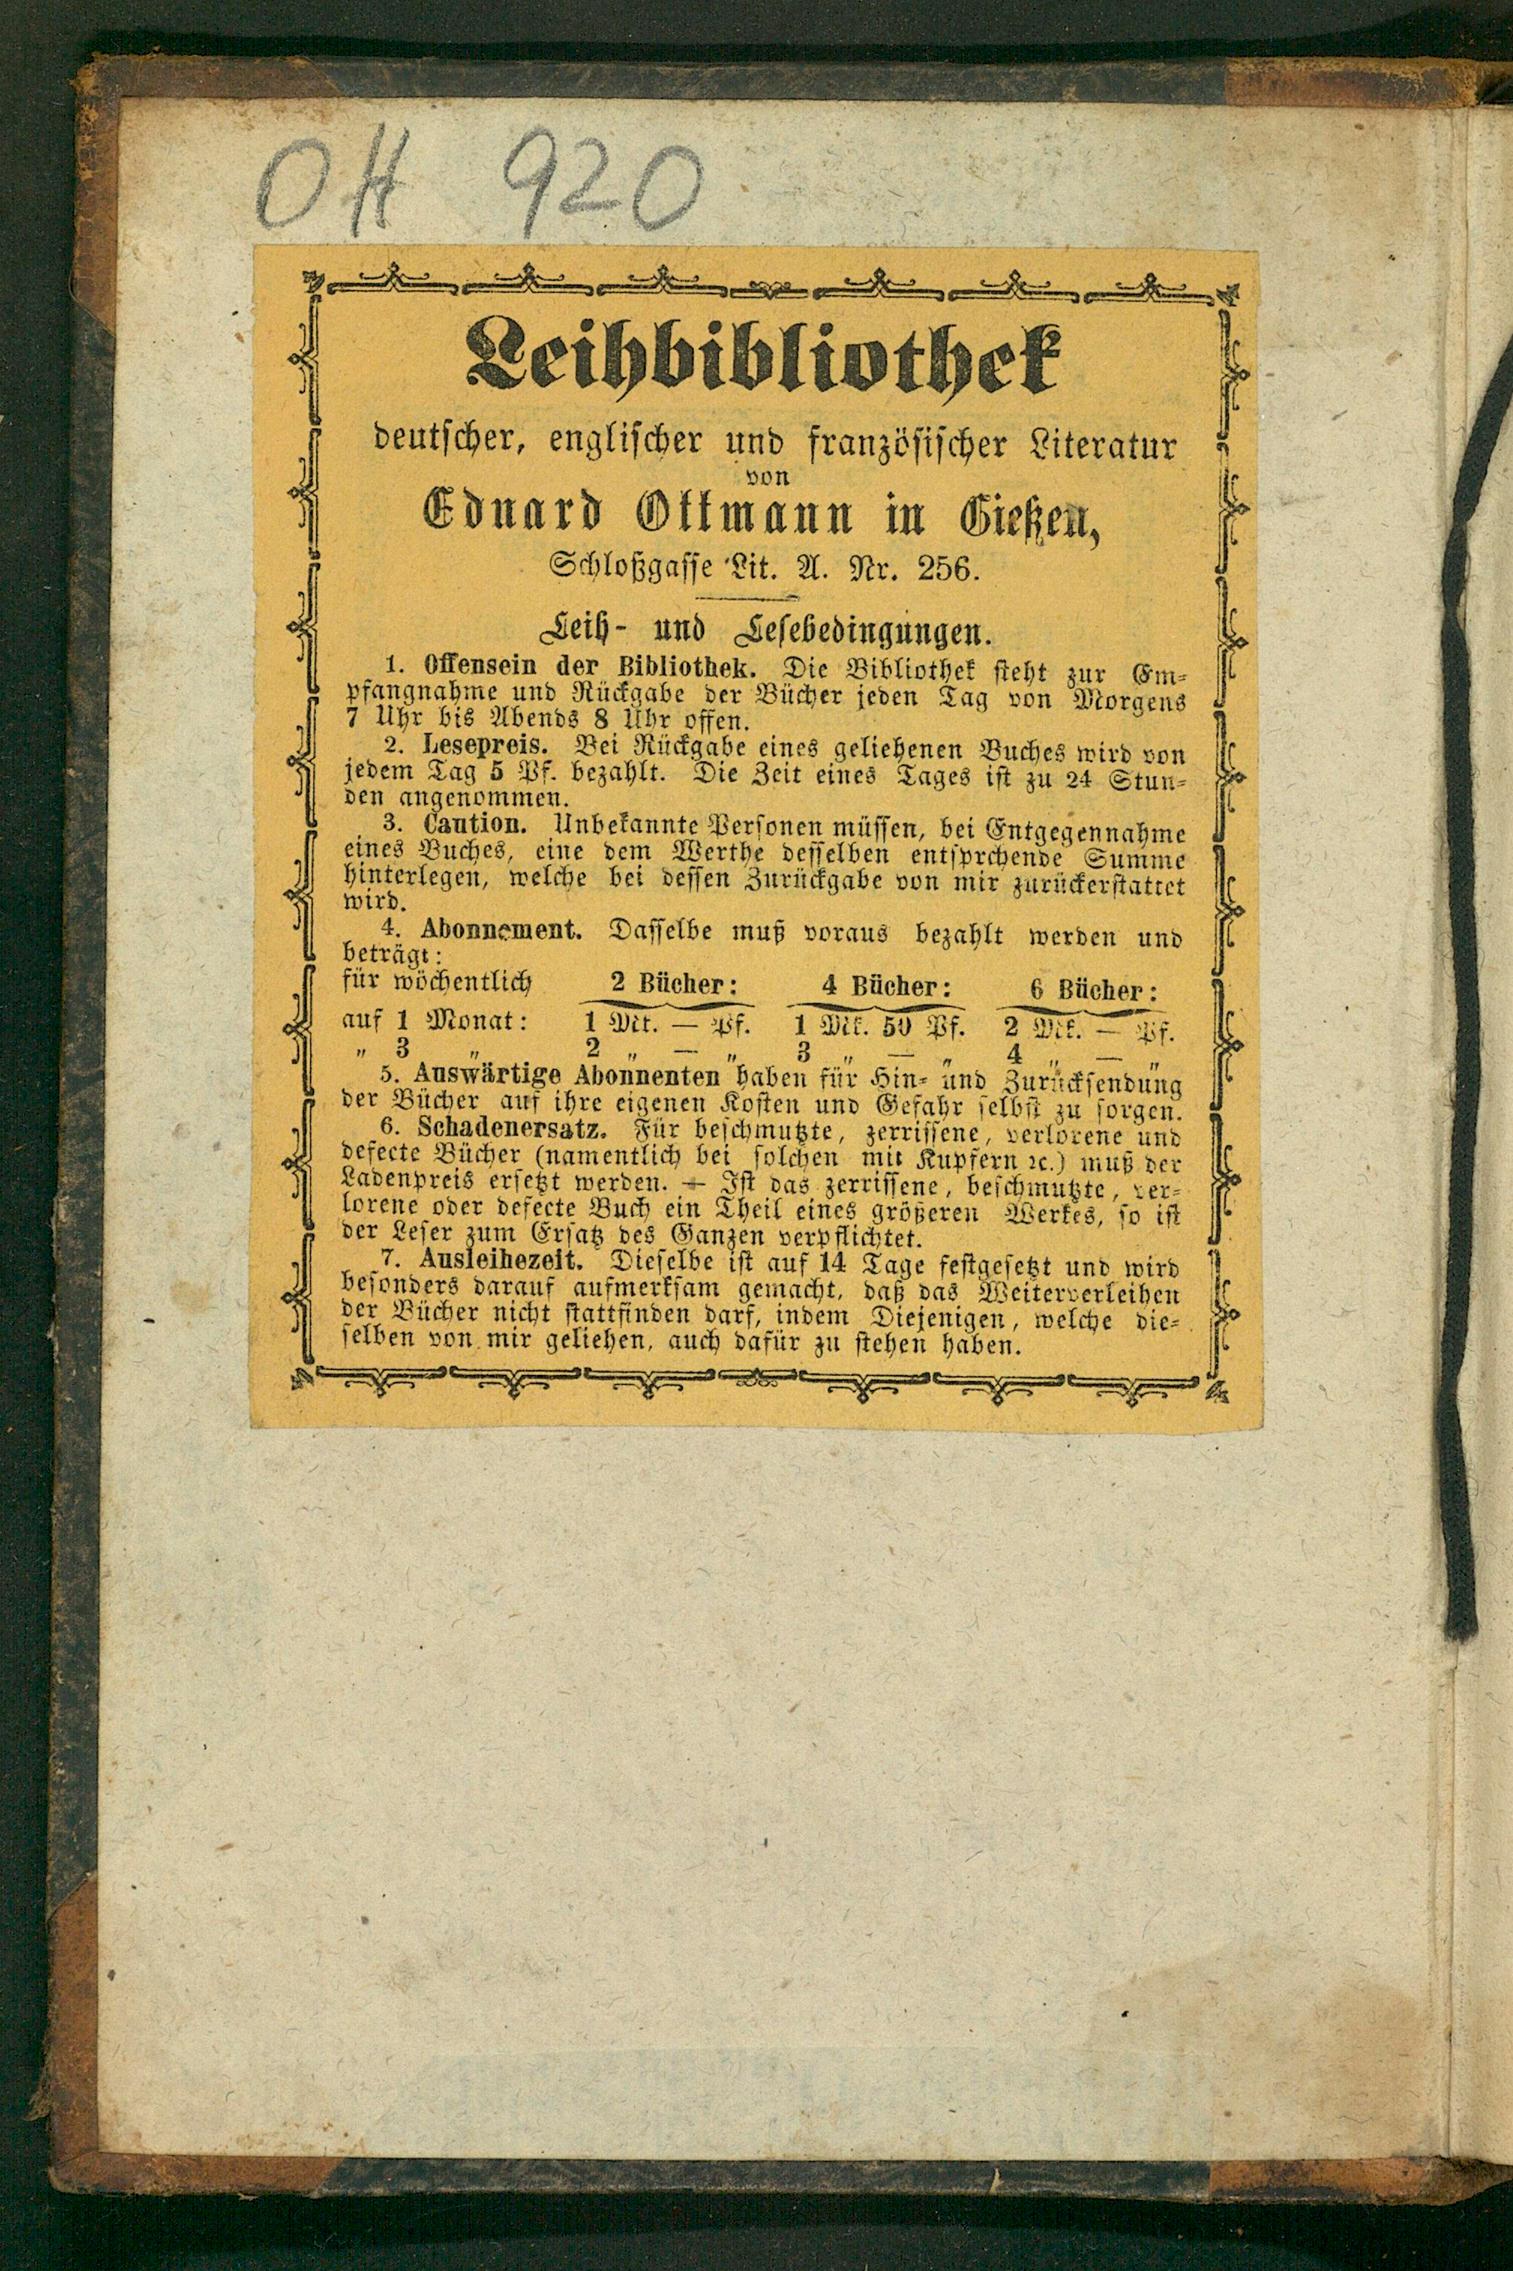 OH 920
Leihbibliothek
deutscher, englischer und französischer Literatur
von
Eduard Ottmann in Gießen,
Schloßgasse Lit. A. Nr. 256.
Leih- und Lesebedingungen.
1. Offensein der Bibliothek. Die Bibliothek steht zur Em-
pfangnahme und Rückgabe der Bücher jeden Tag von Morgens
7 Uhr bis Abends 8 Uhr offen.
2. Lesepreis. Bei Rückgabe eines geliehenen Buches wird von
jedem Tag 5 Pf. bezahlt. Die Zeit eines Tages ist zu 24 Stun-
den angenommen.
3. Caution. Unbekannte Personen müssen, bei Entgegennahme
eines Buches, eine dem Werthe desselben entsprchende Summe
hinterlegen, welche bei dessen Zurückgabe von mir zurückerstattet
wird.
4. Abonnement. Dasselbe muß voraus bezahlt werden und
beträgt:
für wöchentlich 2 Bücher: 4 Bücher: 6 Bücher:
auf 1 Monat: 1 Mk. — Pf. 1 Mk. 50 Pf. 2 Mk. — Pf.
" 3 " 2 " — " 3 " — " 4 " — "
5. Auswärtige Abonnenten haben für Hin- und Zurücksendung
der Bücher auf ihre eigenen Kosten und Gefahr selbst zu sorgen.
6. Schadenersatz. Für beschmutzte, zerrissene, verlorene und
defecte Bücher (namentlich bei solchen mit Kupfern ꝛc.) muß der
Ladenpreis ersetzt werden. — Ist das zerrissene, beschmutzte, ver-
lorene oder defecte Buch ein Theil eines größeren Werkes, so ist
der Leser zum Ersatz des Ganzen verpflichtet.
7. Ausleihezeit. Dieselbe ist auf 14 Tage festgesetzt und wird
besonders darauf aufmerksam gemacht, daß das Weiterverleihen
der Bücher nicht stattfinden darf, indem Diejenigen, welche die-
selben von mir geliehen, auch dafür zu stehen haben.